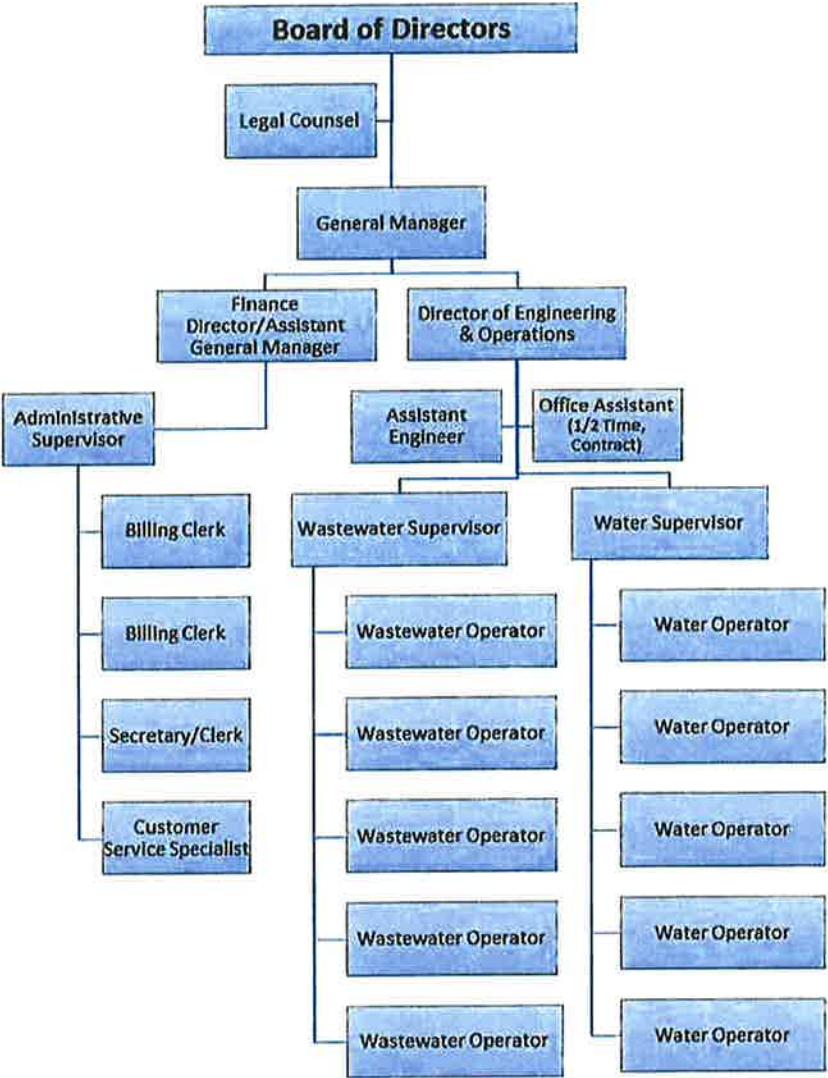 Board of Directors
Legal Counsel
General Manager
Finance
Director/Assistant
General Manager
Director of Engineering
& Operations
Administrative
Supervisor
Assistant
Engineer
Office Assistant
(1/2 Time,
Contract)
Billing Clerk
Billing Clerk
Secretary/Clerk
Customer
Service Specialist
Wastewater Supervisor
Wastewater Operator
Wastewater Operator
Wastewater Operator
Wastewater Operator
Wastewater Operator
Water Supervisor
Water Operator
Water Operator
Water Operator
Water Operator
Water Operator